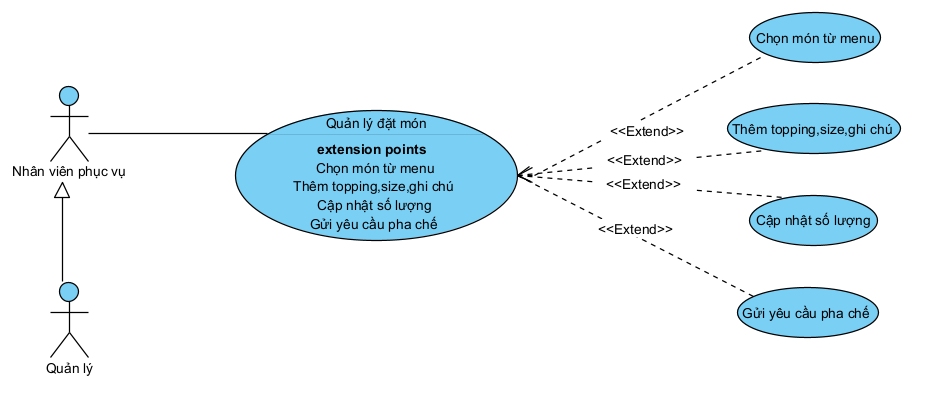 Nhân viên phục vụ
Quản lý
Quản lý đặt món
extension points
Chọn món từ menu
Thêm topping,size,ghi chú
Cập nhật số lượng
Gửi yêu cầu pha chế
<<Extend>>
<<Extend>>
<<Extend>>
<<Extend>>
Chọn món từ menu
Thêm topping,size,ghi chú
Cập nhật số lượng
Gửi yêu cầu pha chế